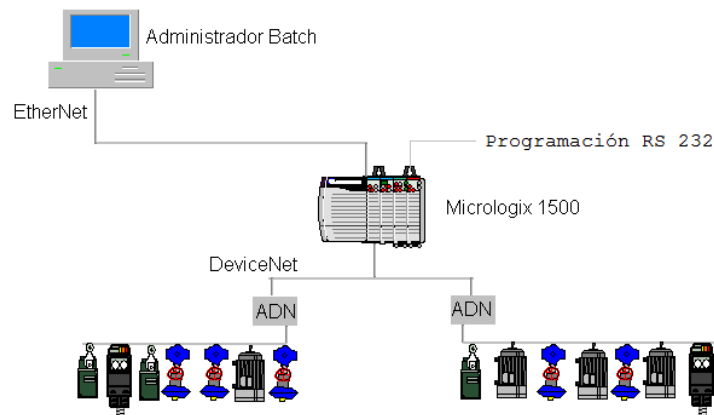 Administrador Batch
EtherNet
Programación RS 232
Micrologix 1500
DeviceNet
ADN
ADN